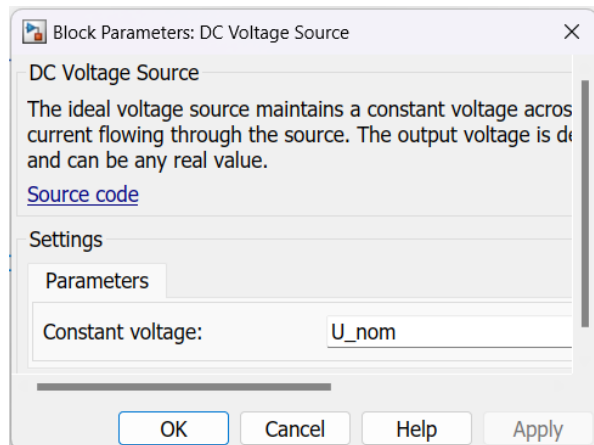 Block Parameters: DC Voltage Source
DC Voltage Source
The ideal voltage source maintains a constant voltage across
current flowing through the source. The output voltage is de
and can be any real value.
Source code
Settings
Parameters
Constant voltage:
U_nom
OK
Cancel
Help
Apply